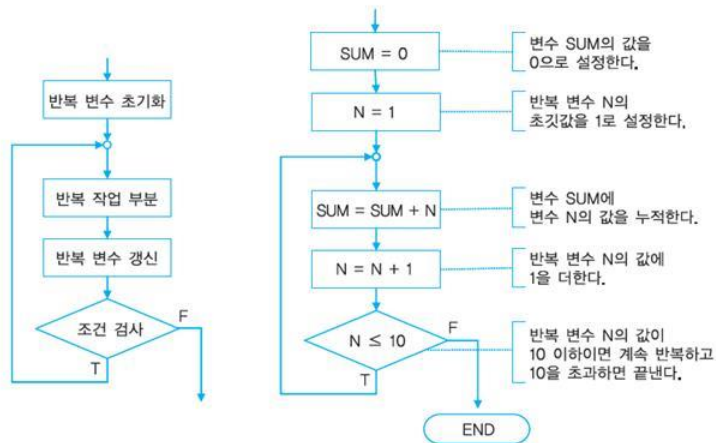 반복 변수 초기화
반복 작업 부분
반복 변수 갱신
조건 검사
F
T
SUM = 0
변수 SUM의 값을
0으로 설정한다.
N = 1
반복 변수 N의
초깃값을 1로 설정한다.
SUM = SUM + N
변수 SUM에
변수 N의 값을 누적한다.
N = N + 1
반복 변수 N의 값에
1을 더한다.
N ≤ 10
F
T
반복 변수 N의 값이
10 이하이면 계속 반복하고
10을 초과하면 끝낸다.
END